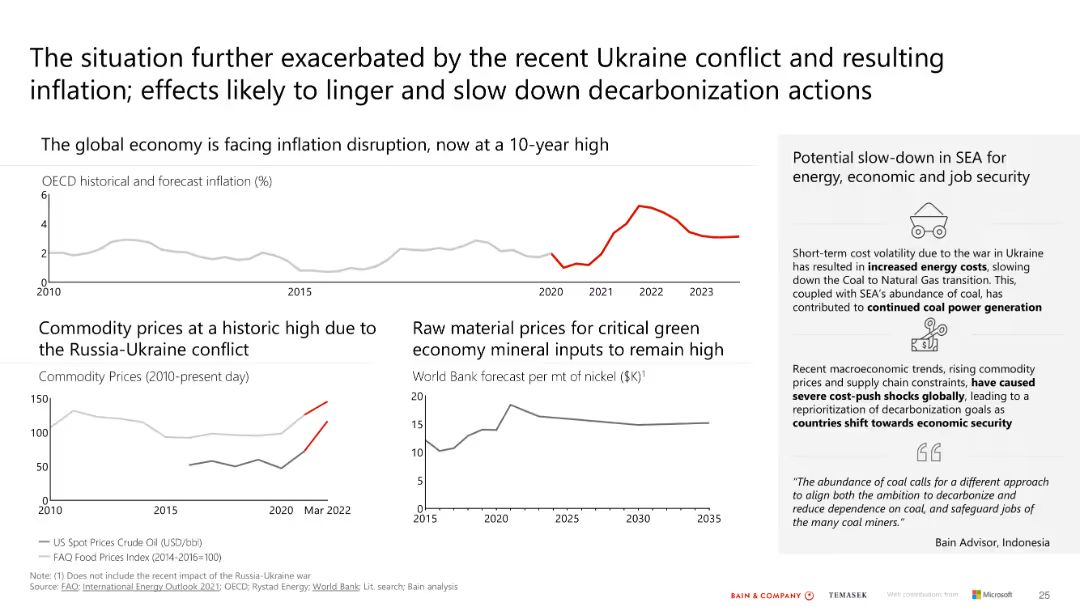 The situation further exacerbated by the recent Ukraine conflict and resulting
inflation; effects likely to linger and slow down decarbonization actions
The global economy is facing inflation disruption, now at a 10-year high
OECD historical and forecast inflation (%)
6
4
2
0
2010
2015
2020
2021
2022
2023
Commodity prices at a historic high due to
the Russia-Ukraine conflict
Commodity Prices (2010-present day)
150
100
50
0
2010
2015
2020
Mar 2022
US Spot Prices Crude Oil (USD/bbl)
FAQ Food Prices Index (2014-2016=100)
Raw material prices for critical green
economy mineral inputs to remain high
World Bank forecast per mt of nickel ($K)1
20
15
10
5
0
2015
2020
2025
2030
2035
Potential slow-down in SEA for
energy, economic and job security
Short-term cost volatility due to the war in Ukraine
has resulted in increased energy costs, slowing
down the Coal to Natural Gas transition. This,
coupled with SEA's abundance of coal, has
contributed to continued coal power generation
$
Recent macroeconomic trends, rising commodity
prices and supply chain constraints, have caused
severe cost-push shocks globally, leading to a
reprioritization of decarbonization goals as
countries shift towards economic security
"The abundance of coal calls for a different approach
to align both the ambition to decarbonize and
reduce dependence on coal, and safeguard jobs of
the many coal miners."
Bain Advisor, Indonesia
Note: (1) Does not include the recent impact of the Russia-Ukraine war
Source: FAQ; International Energy Outlook 2021; OECD; Rystad Energy; World Bank; Lit. search; Bain analysis
BAIN & COMPANY
TEMASEK
With contributions from
Microsoft
25